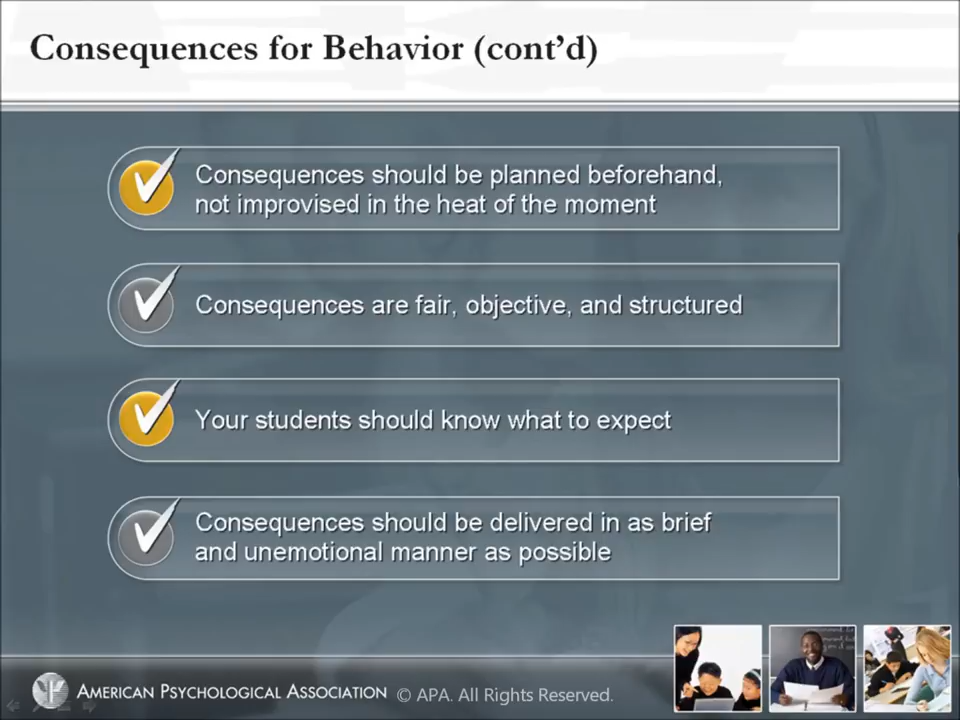 Consequences for Behavior (cont’d)
Consequences should be planned beforehand,
not improvised in the heat of the moment
Consequences are fair, objective, and structured
Your students should know what to expect
Consequences should be delivered in as brief
and unemotional manner as possible
AMERICAN PSYCHOLOGICAL ASSOCIATION © APA. All Rights Reserved.